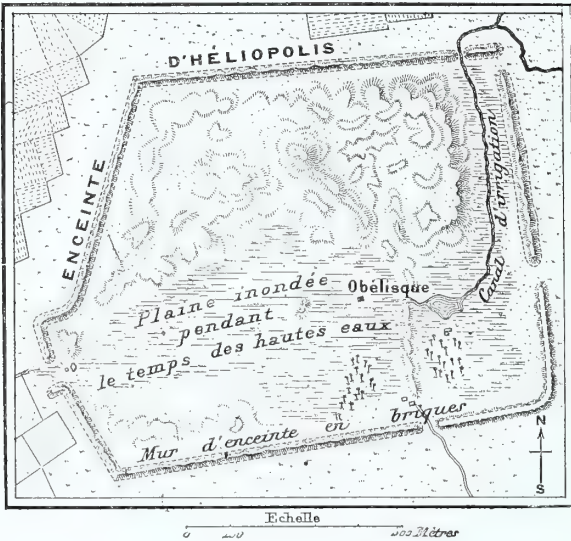 D'HÉLIOPOLIS
ENCEINTE
Canal d'irrigation
Obélisque
Plaine inondée
pendant
le temps des hautes eaux
Mur d'enceinte en briques
N
S
Echelle
0 Mètres